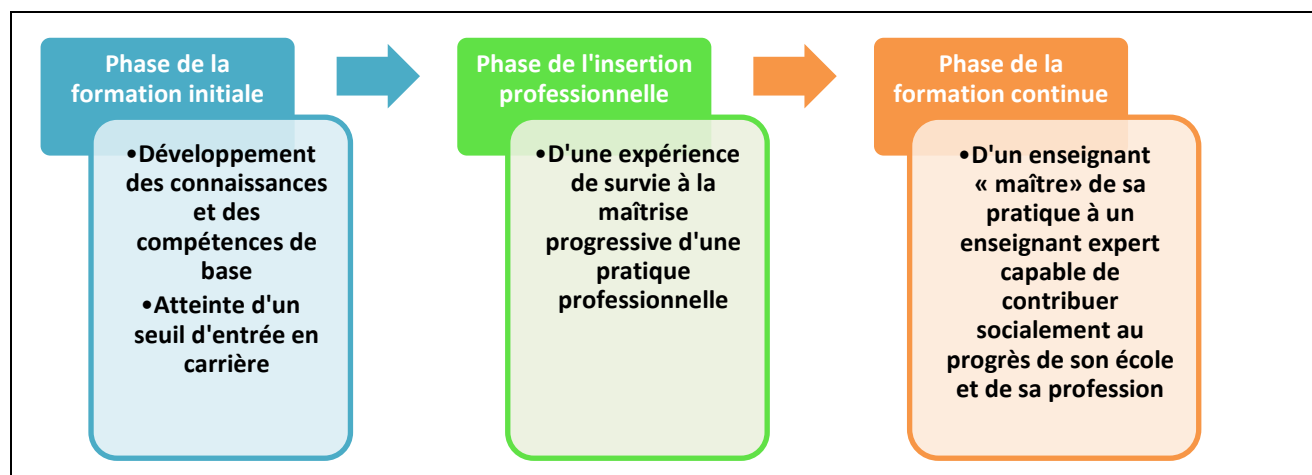 Phase de la
formation initiale
•Développement
des connaissances
et des
compétences de
base
•Atteinte d'un
seuil d'entrée en
carrière
Phase de l'insertion
professionnelle
•D'une expérience
de survie à la
maîtrise
progressive d'une
pratique
professionnelle
Phase de la
formation continue
•D'un enseignant
« maître» de sa
pratique à un
enseignant expert
capable de
contribuer
socialement au
progrès de son école
et de sa profession